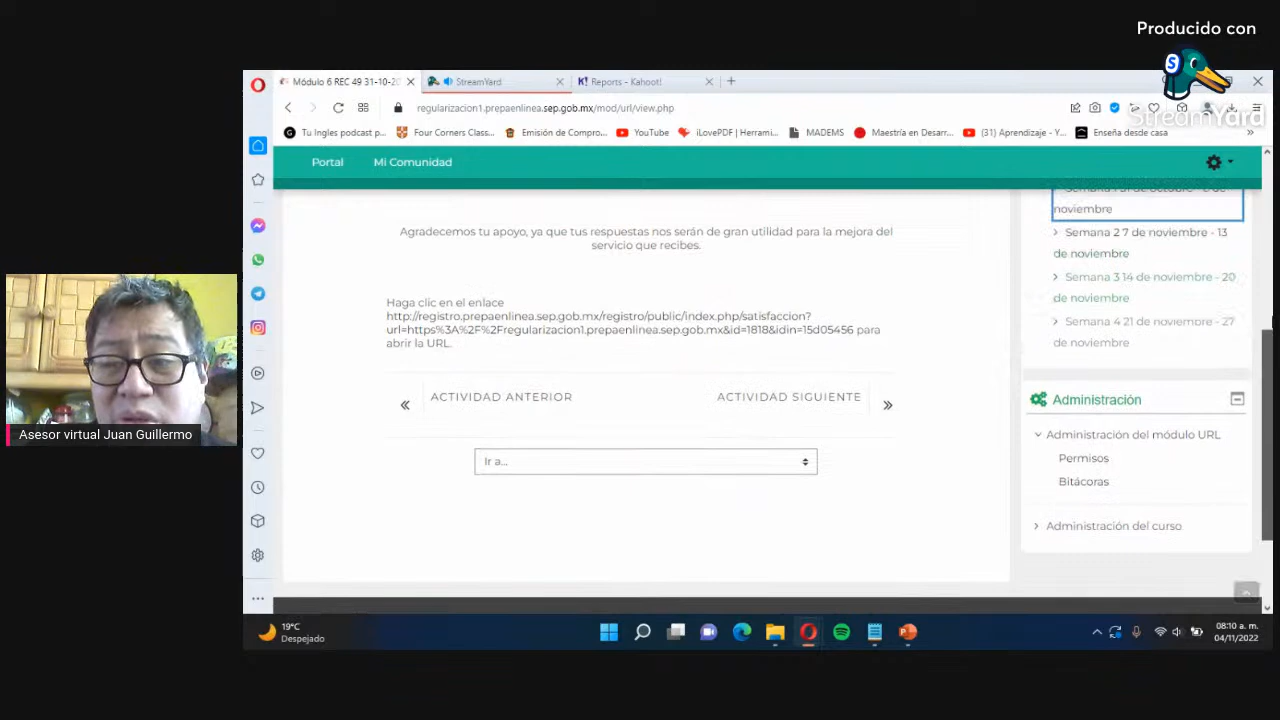 Producido con
StreamYard
Módulo 6 REC 49 31-10-20
StreamYard
Reports - Kahoot!
regularizacion1.prepaenlinea.sep.gob.mx/mod/url/view.php
Tu Ingles podcast p...
Four Corners Class...
Emisión de Compro...
YouTube
iLovePDF | Herrami...
MADEMS
Maestría en Desarr...
(31) Aprendizaje - Y...
Enseña desde casa
Portal
Mi Comunidad
noviembre
Semana 2 7 de noviembre - 13
de noviembre
Semana 3 14 de noviembre - 20
de noviembre
Semana 4 21 de noviembre - 27
de noviembre
Agradecemos tu apoyo, ya que tus respuestas nos serán de gran utilidad para la mejora del
servicio que recibes.
Haga clic en el enlace
http://registro.prepaenlinea.sep.gob.mx/registro/public/index.php/satisfaccion?
url=https%3A%2F%2Fregularizacion1.prepaenlinea.sep.gob.mx&id=1818&idin=15d05456 para
abrir la URL.
ACTIVIDAD ANTERIOR
ACTIVIDAD SIGUIENTE
Ir a...
Administración
Administración del módulo URL
Permisos
Bitácoras
Administración del curso
Asesor virtual Juan Guillermo
19°C
Despejado
08:10 a. m.
04/11/2022